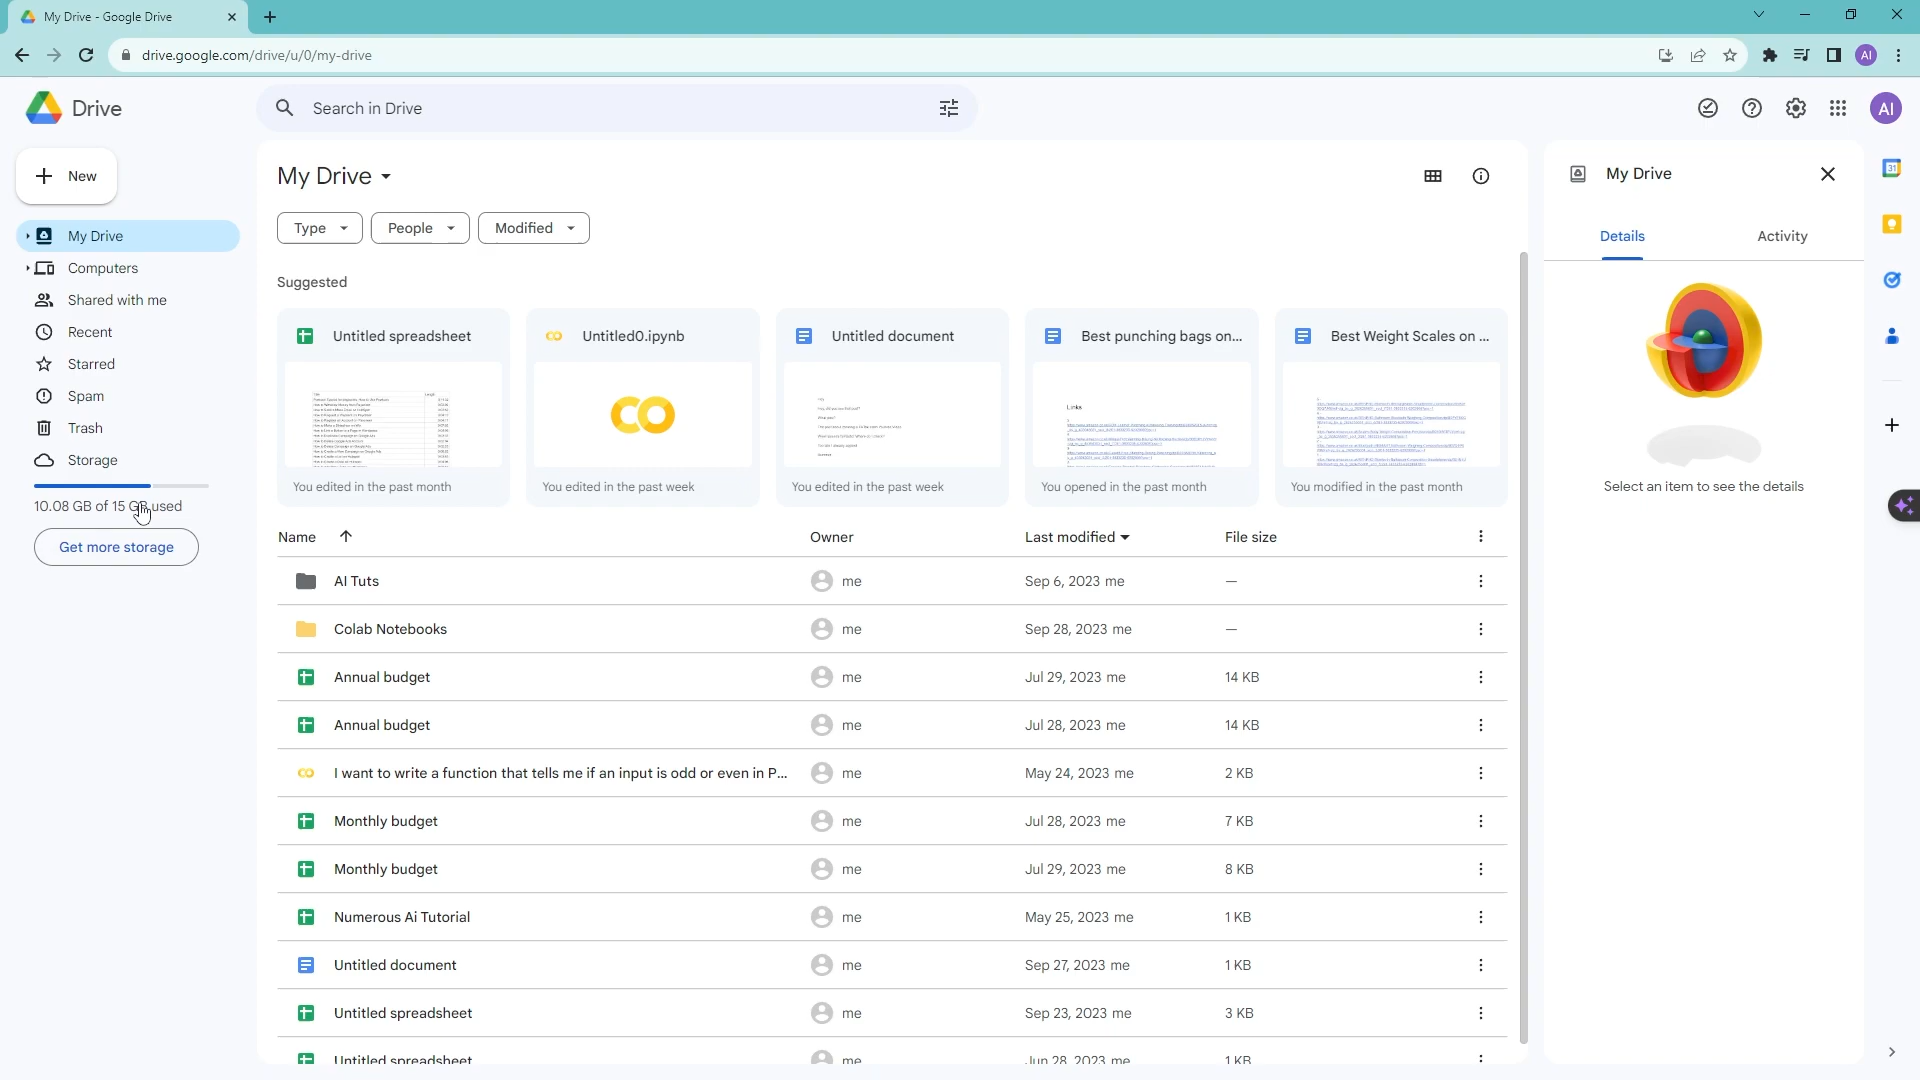 My Drive - Google Drive
drive.google.com/drive/u/0/my-drive
AI
Drive
Search in Drive
AI
New
My Drive
Computers
Shared with me
Recent
Starred
Spam
Trash
Storage
10.08 GB of 15 GB used
Get more storage
My Drive
Type
People
Modified
Suggested
Untitled spreadsheet
You edited in the past month
Untitled0.ipynb
You edited in the past week
Untitled document
You edited in the past week
Best punching bags on...
Links
You opened in the past month
Best Weight Scales on ...
You modified in the past month
Name Owner Last modified File size
AI Tuts me Sep 6, 2023 me —
Colab Notebooks me Sep 28, 2023 me —
Annual budget me Jul 29, 2023 me 14 KB
Annual budget me Jul 28, 2023 me 14 KB
I want to write a function that tells me if an input is odd or even in P... me May 24, 2023 me 2 KB
Monthly budget me Jul 28, 2023 me 7 KB
Monthly budget me Jul 29, 2023 me 8 KB
Numerous Ai Tutorial me May 25, 2023 me 1 KB
Untitled document me Sep 27, 2023 me 1 KB
Untitled spreadsheet me Sep 23, 2023 me 3 KB
Untitled spreadsheet me Jun 28, 2023 me 1 KB
My Drive
Details
Activity
Select an item to see the details
31